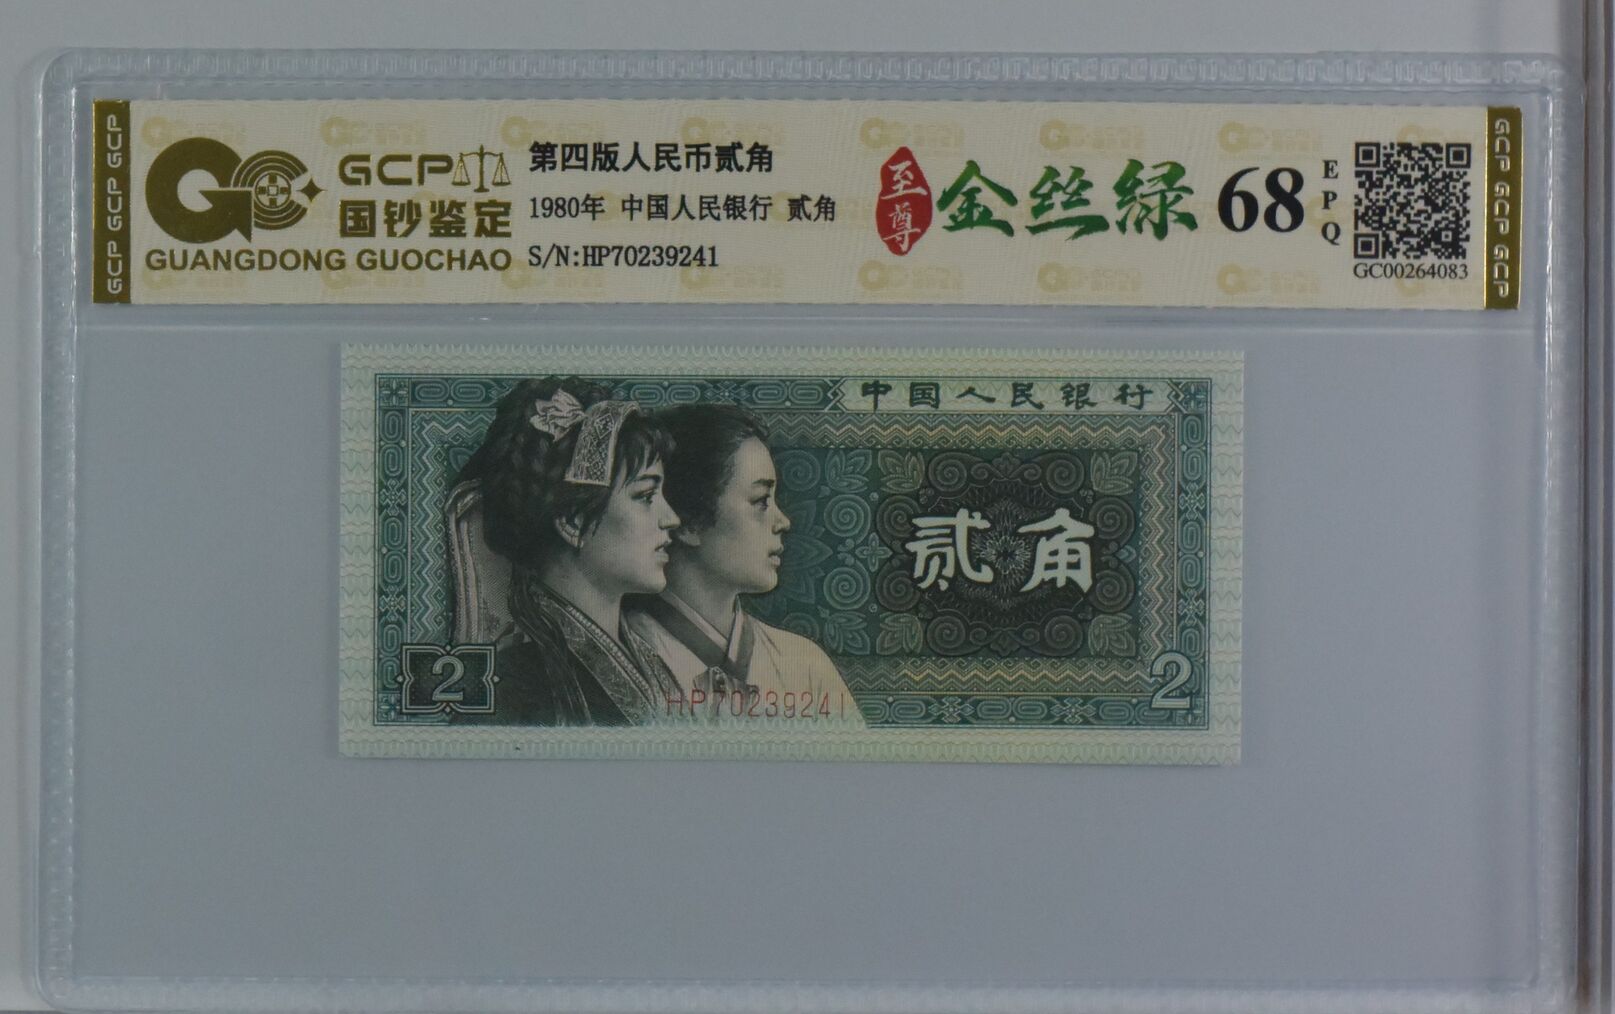 GCP GCP GCP
GCP
国钞鉴定
GUANGDONG GUOCHAO
第四版人民币贰角
1980年 中国人民银行 贰角
S/N:HP70239241
至尊
金丝绿
68
EPQ
GC00264083
GCP GCP GCP
中国人民银行
贰角
2
2
HP70239241